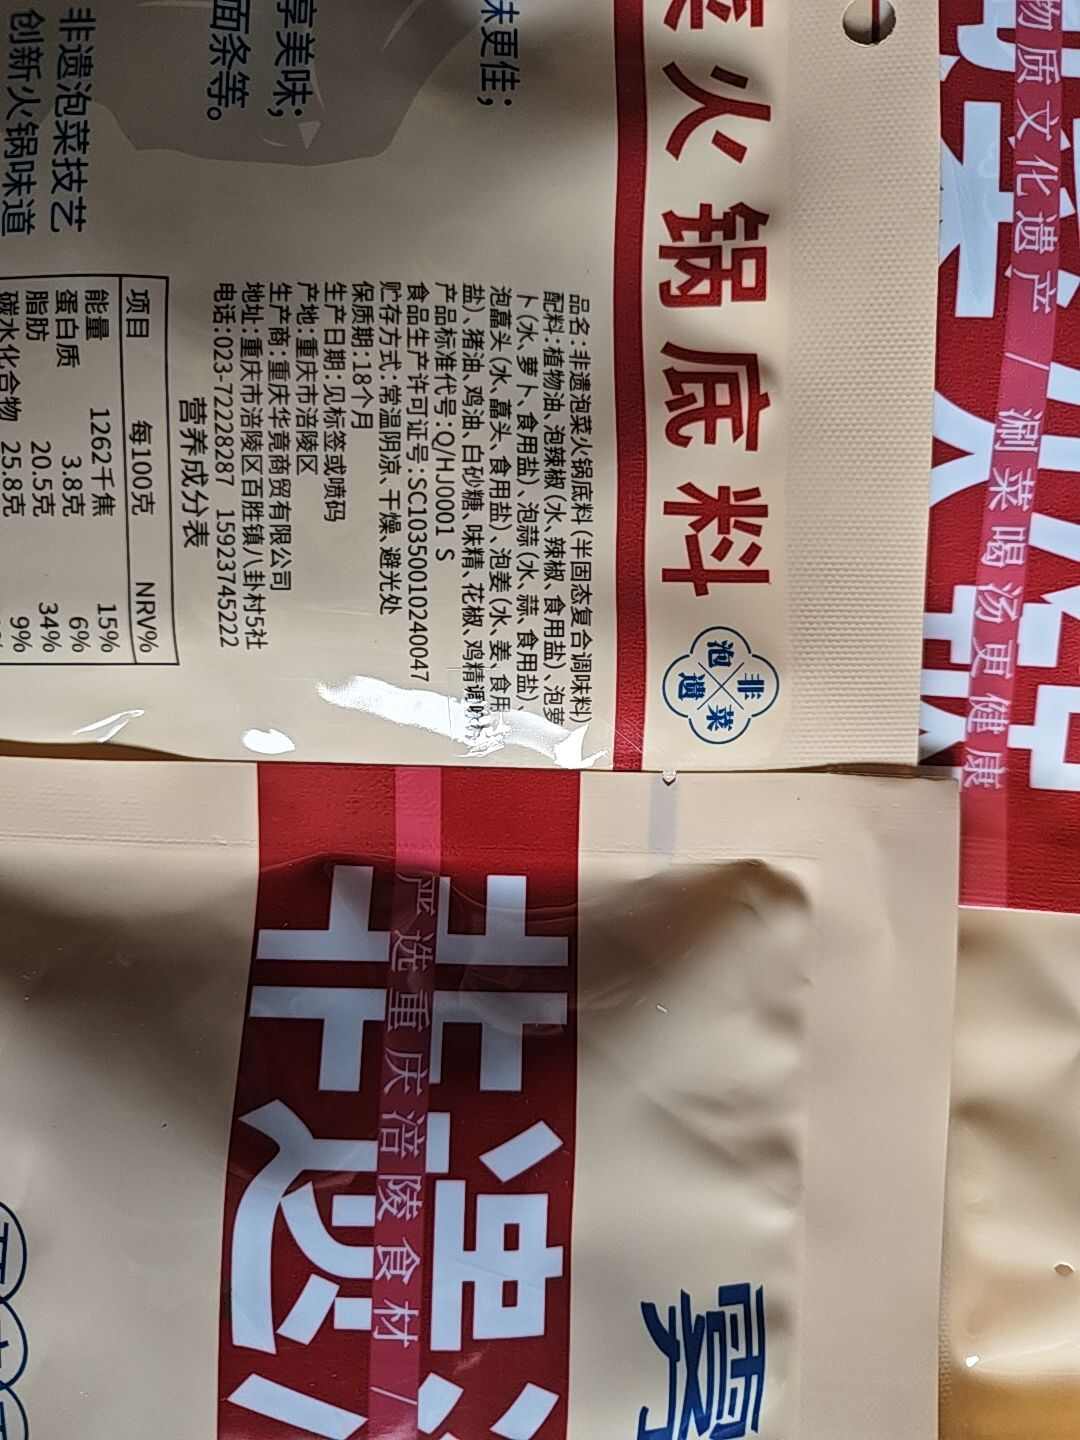 火锅底料
非遗
泡菜
品名:非遗泡菜火锅底料(半固态复合调味料)
配料:植物油、泡辣椒(水、辣椒、食用盐)、泡萝
卜(水、萝卜、食用盐)、泡蒜(水、蒜、食用盐)、
泡藠头(水、藠头、食用盐)、泡姜(水、姜、食用
盐)、猪油、鸡油、白砂糖、味精、花椒、鸡精调味料
产品标准代号:Q/HJ0001 S
食品生产许可证号:SC10350010240047
贮存方式:常温阴凉、干燥、避光处
保质期:18个月
生产日期:见标签或喷码
产地:重庆市涪陵区
生产商:重庆华竟商贸有限公司
地址:重庆市涪陵区百胜镇八卦村5社
电话:023-72228287 15923745222
营养成分表
项目 每100克 NRV%
能量 1262千焦 15%
蛋白质 3.8克 6%
脂肪 20.5克 34%
碳水化合物 25.8克 9%
味更佳;
享美味;
面条等。
非遗泡菜技艺
创新火锅味道
物质文化遗产 / 涮菜喝汤更健康
非遗
严选重庆涪陵食材 /